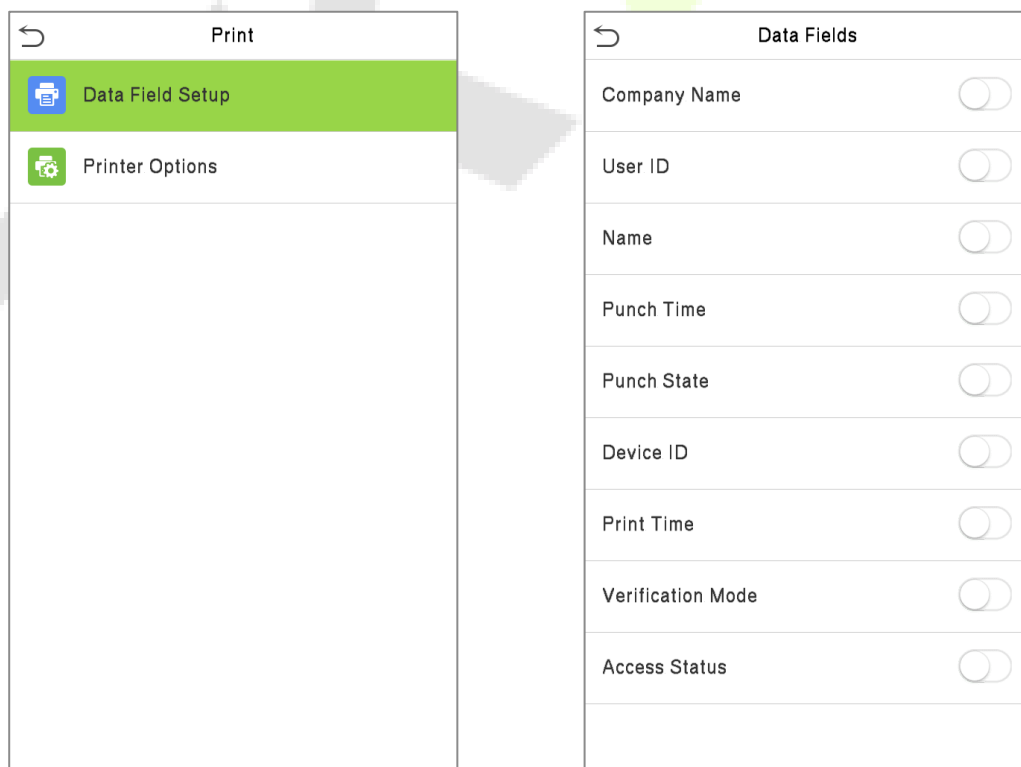 Print
Data Field Setup
Printer Options
Data Fields
Company Name
User ID
Name
Punch Time
Punch State
Device ID
Print Time
Verification Mode
Access Status